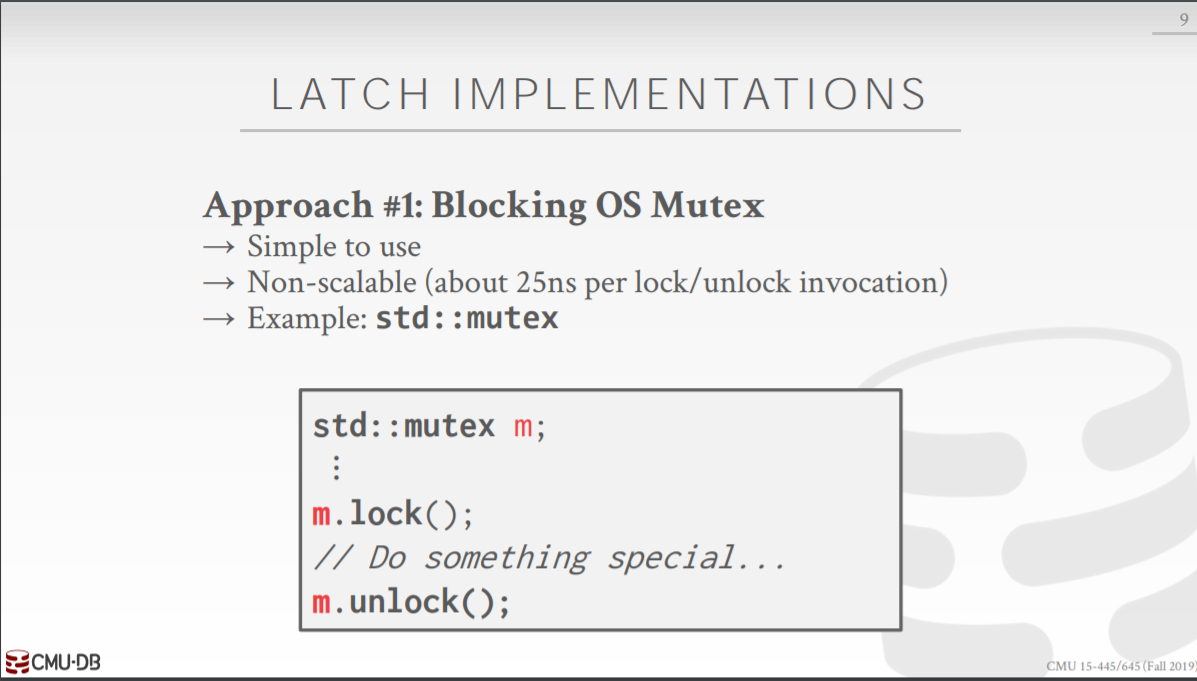 9
LATCH IMPLEMENTATIONS
Approach #1: Blocking OS Mutex
→ Simple to use
→ Non-scalable (about 25ns per lock/unlock invocation)
→ Example: std::mutex
std::mutex m;
⋮
m.lock();
// Do something special...
m.unlock();
CMU·DB
CMU 15-445/645 (Fall 2019)